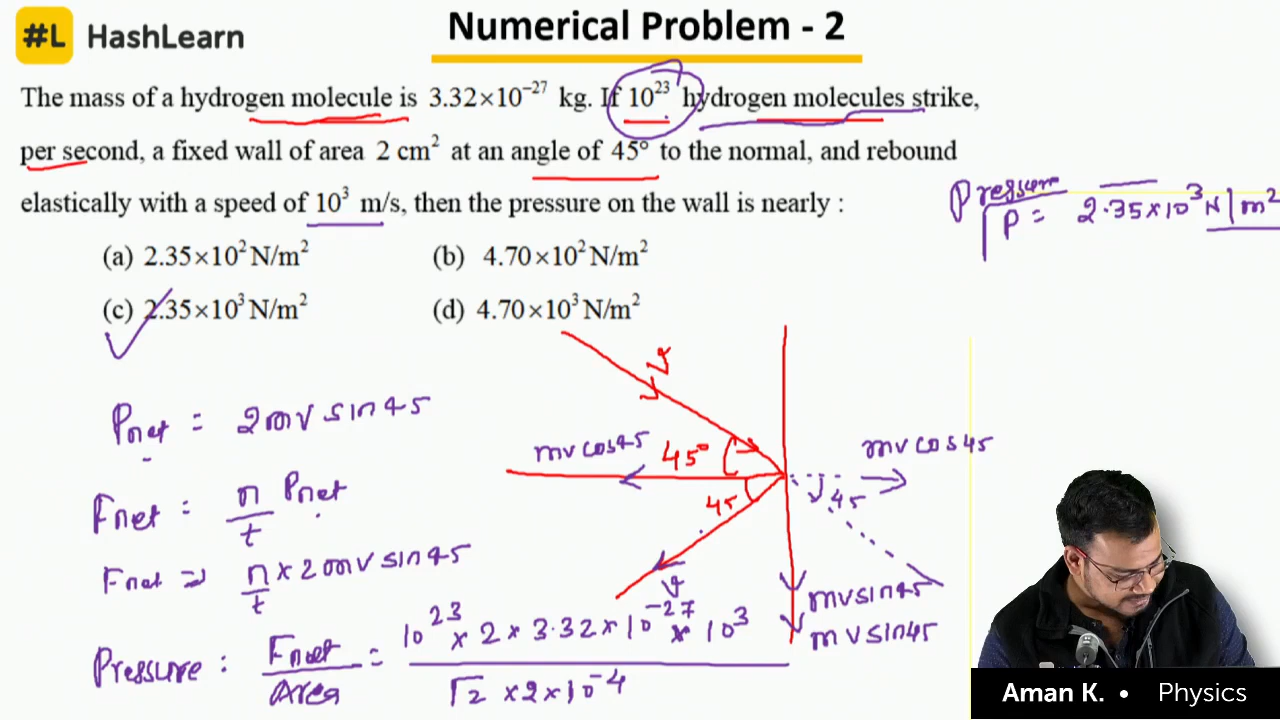 #L HashLearn
Numerical Problem - 2
The mass of a hydrogen molecule is 3.32×10⁻²⁷ kg. If 10²³ hydrogen molecules strike,
per second, a fixed wall of area 2 cm² at an angle of 45° to the normal, and rebound
elastically with a speed of 10³ m/s, then the pressure on the wall is nearly :
(a) 2.35×10² N/m² (b) 4.70×10² N/m²
(c) 2.35×10³ N/m² (d) 4.70×10³ N/m²
Pressure
P = 2.35×10³ N/m²
v
mv cos45
45°
mv cos45
45
45
v
mvsin45
mvsin45
Pnet = 2mv sin45
Fnet = n/t Pnet
Fnet ⇒ n/t × 2mv sin45
Pressure : Fnet/Area = 10²³ × 2 × 3.32×10⁻²⁷ × 10³ / √2 × 2×10⁻⁴
Aman K. • Physics